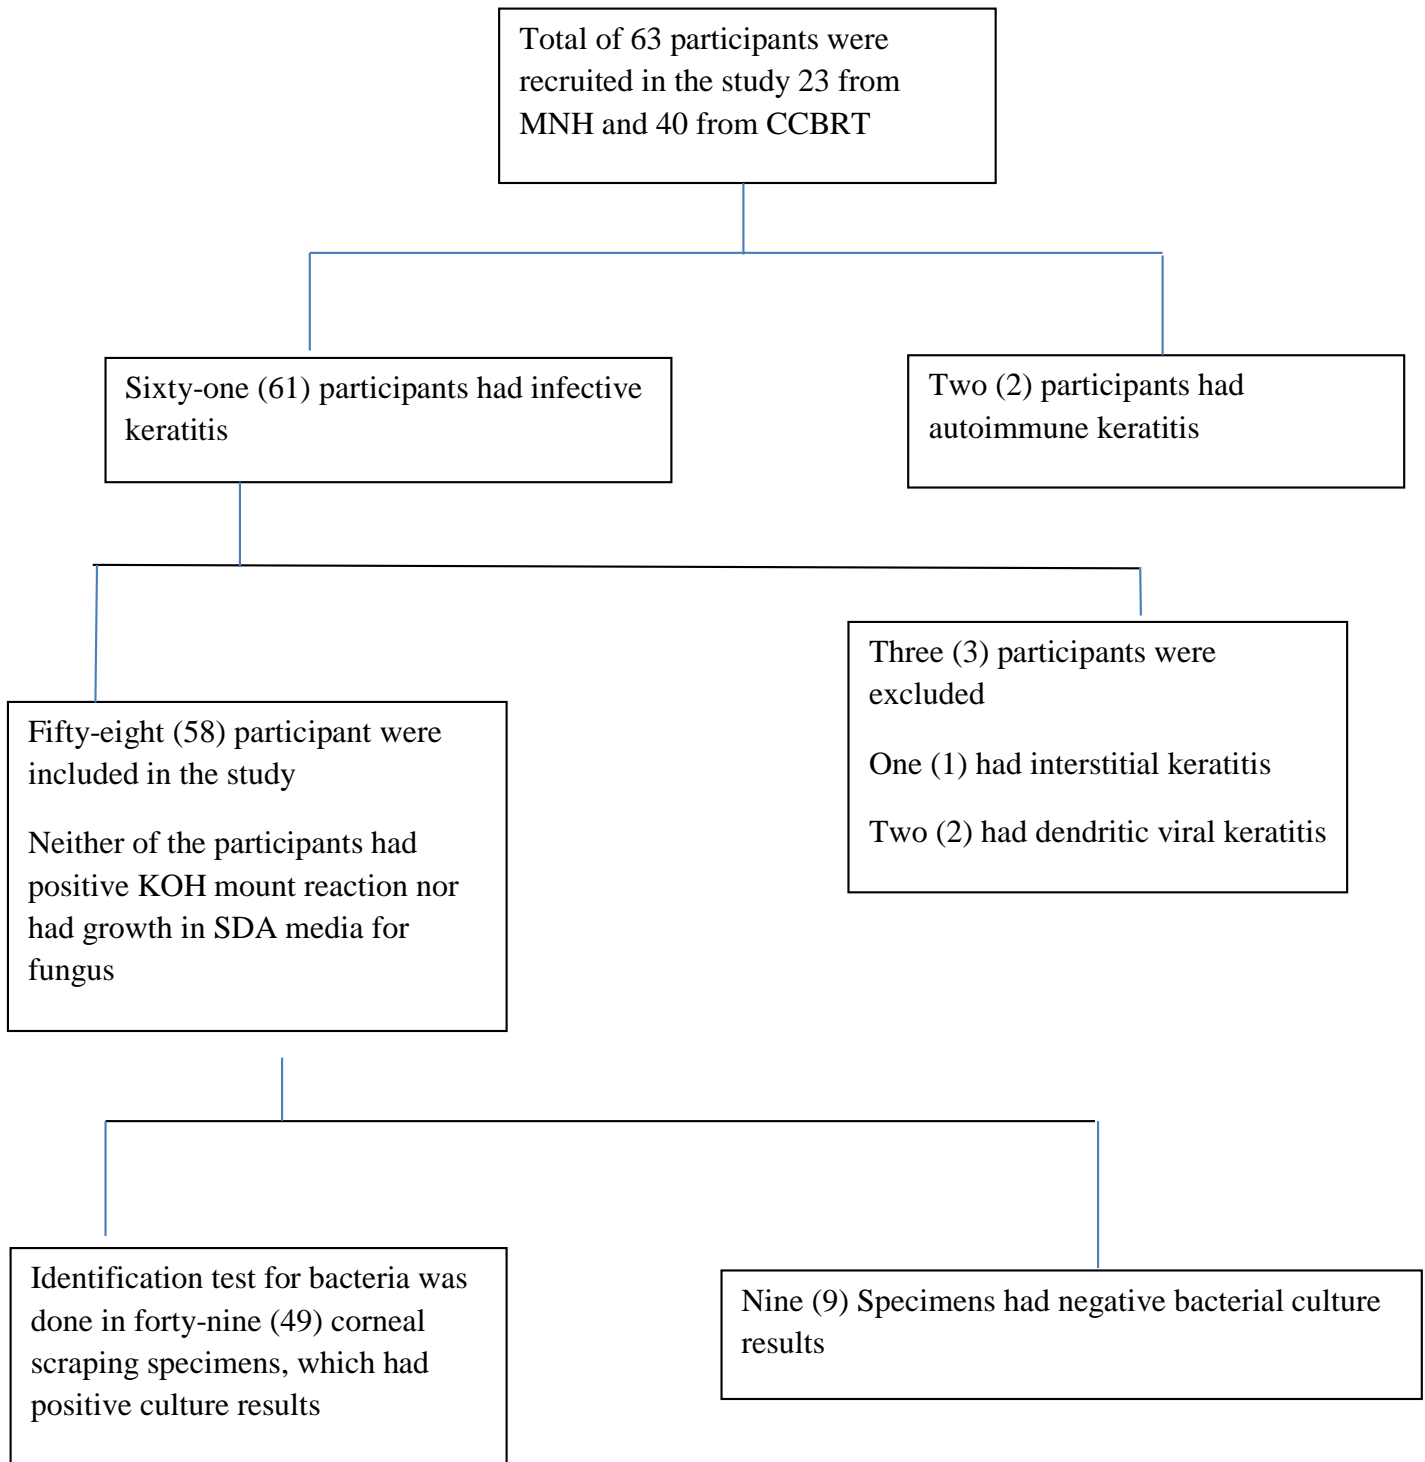 Total of 63 participants were
recruited in the study 23 from
MNH and 40 from CCBRT
Sixty-one (61) participants had infective
keratitis
Two (2) participants had
autoimmune keratitis
Three (3) participants were
excluded
One (1) had interstitial keratitis
Two (2) had dendritic viral keratitis
Fifty-eight (58) participant were
included in the study
Neither of the participants had
positive KOH mount reaction nor
had growth in SDA media for
fungus
Identification test for bacteria was
done in forty-nine (49) corneal
scraping specimens, which had
positive culture results
Nine (9) Specimens had negative bacterial culture
results